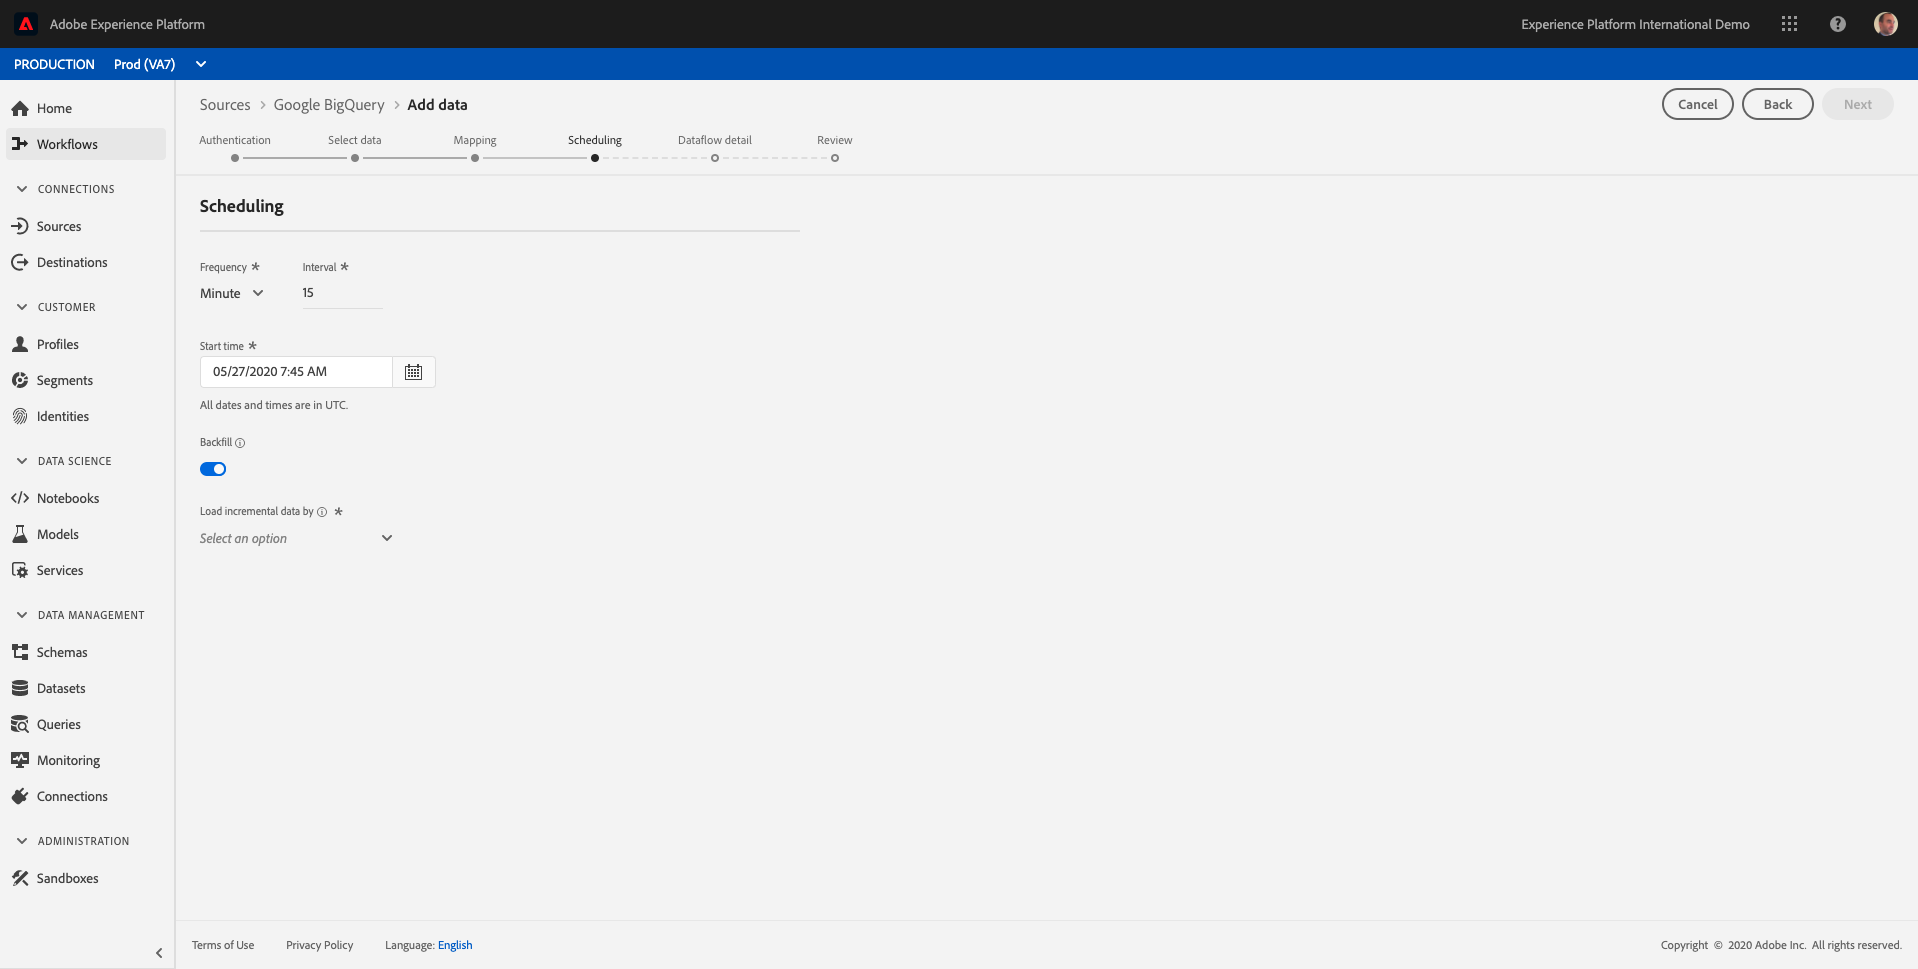 Adobe Experience Platform
Experience Platform International Demo
PRODUCTION Prod (VA7)
Home
Workflows
CONNECTIONS
Sources
Destinations
CUSTOMER
Profiles
Segments
Identities
DATA SCIENCE
Notebooks
Models
Services
DATA MANAGEMENT
Schemas
Datasets
Queries
Monitoring
Connections
ADMINISTRATION
Sandboxes
Sources > Google BigQuery > Add data
Cancel Back Next
Authentication Select data Mapping Scheduling Dataflow detail Review
Scheduling
Frequency * Interval *
Minute 15
Start time *
05/27/2020 7:45 AM
All dates and times are in UTC.
Backfill
Load incremental data by *
Select an option
Terms of Use Privacy Policy Language: English
Copyright © 2020 Adobe Inc. All rights reserved.